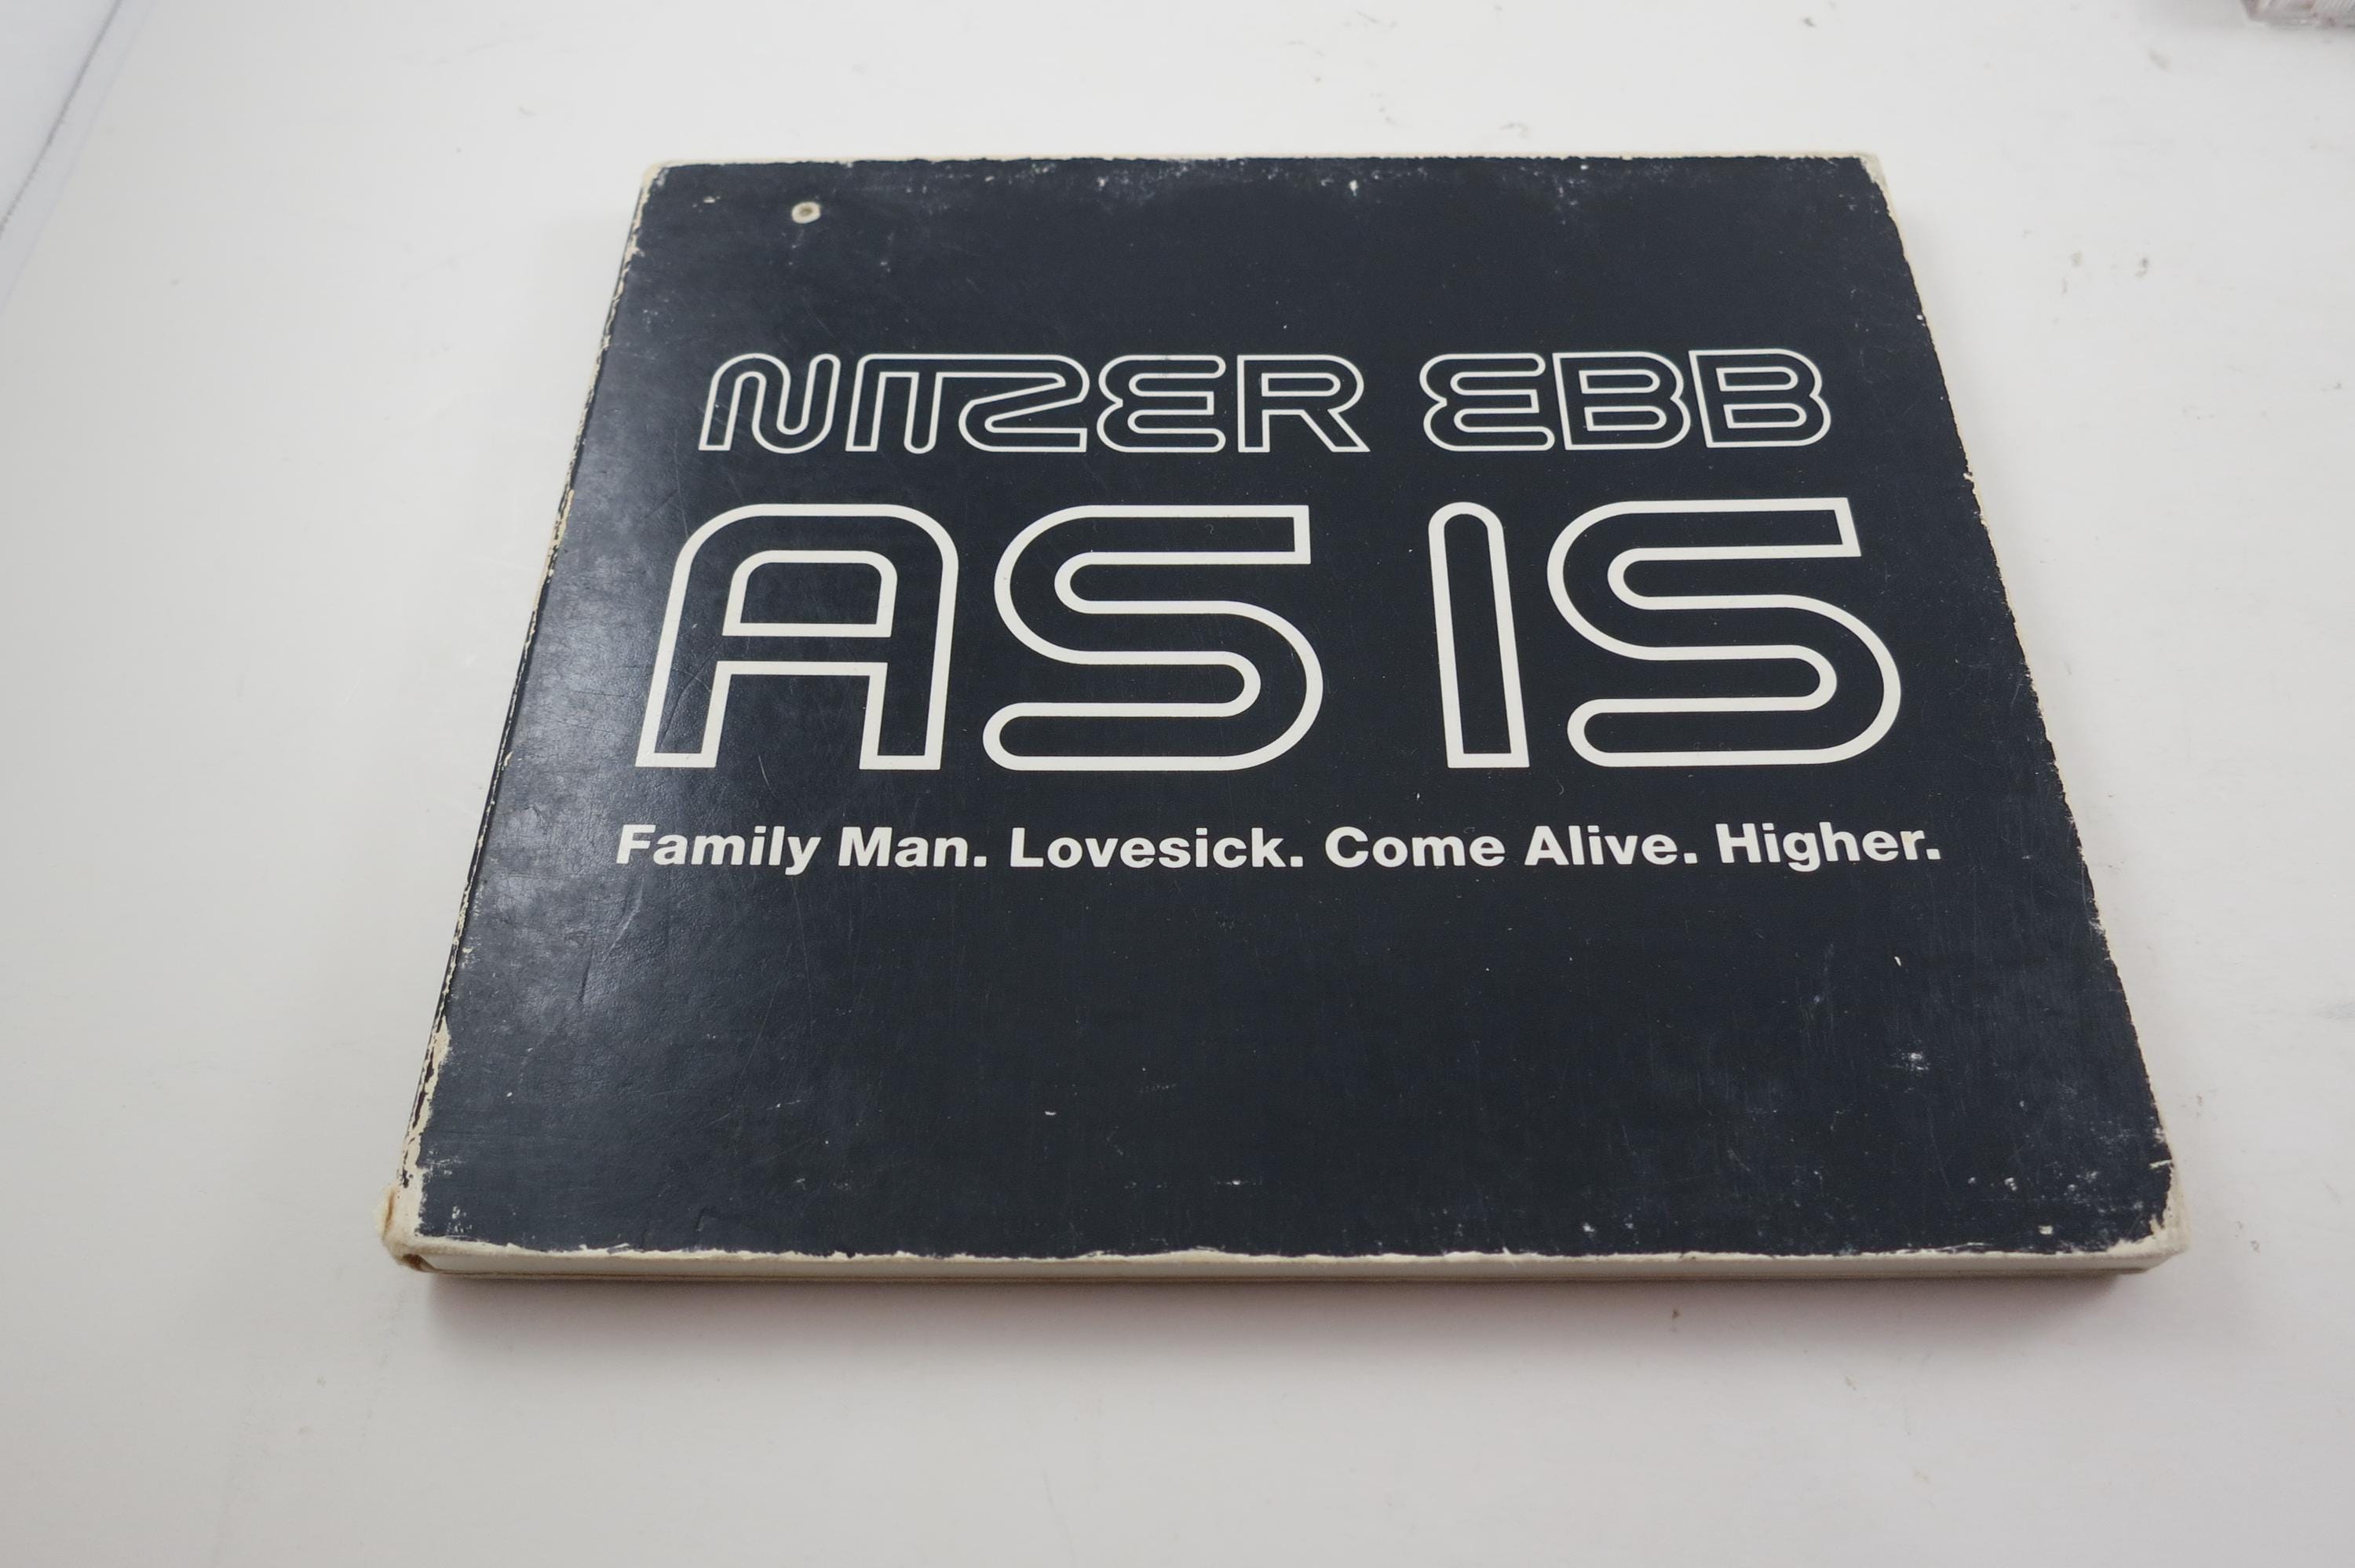 NITZER EBB
AS IS
Family Man. Lovesick. Come Alive. Higher.